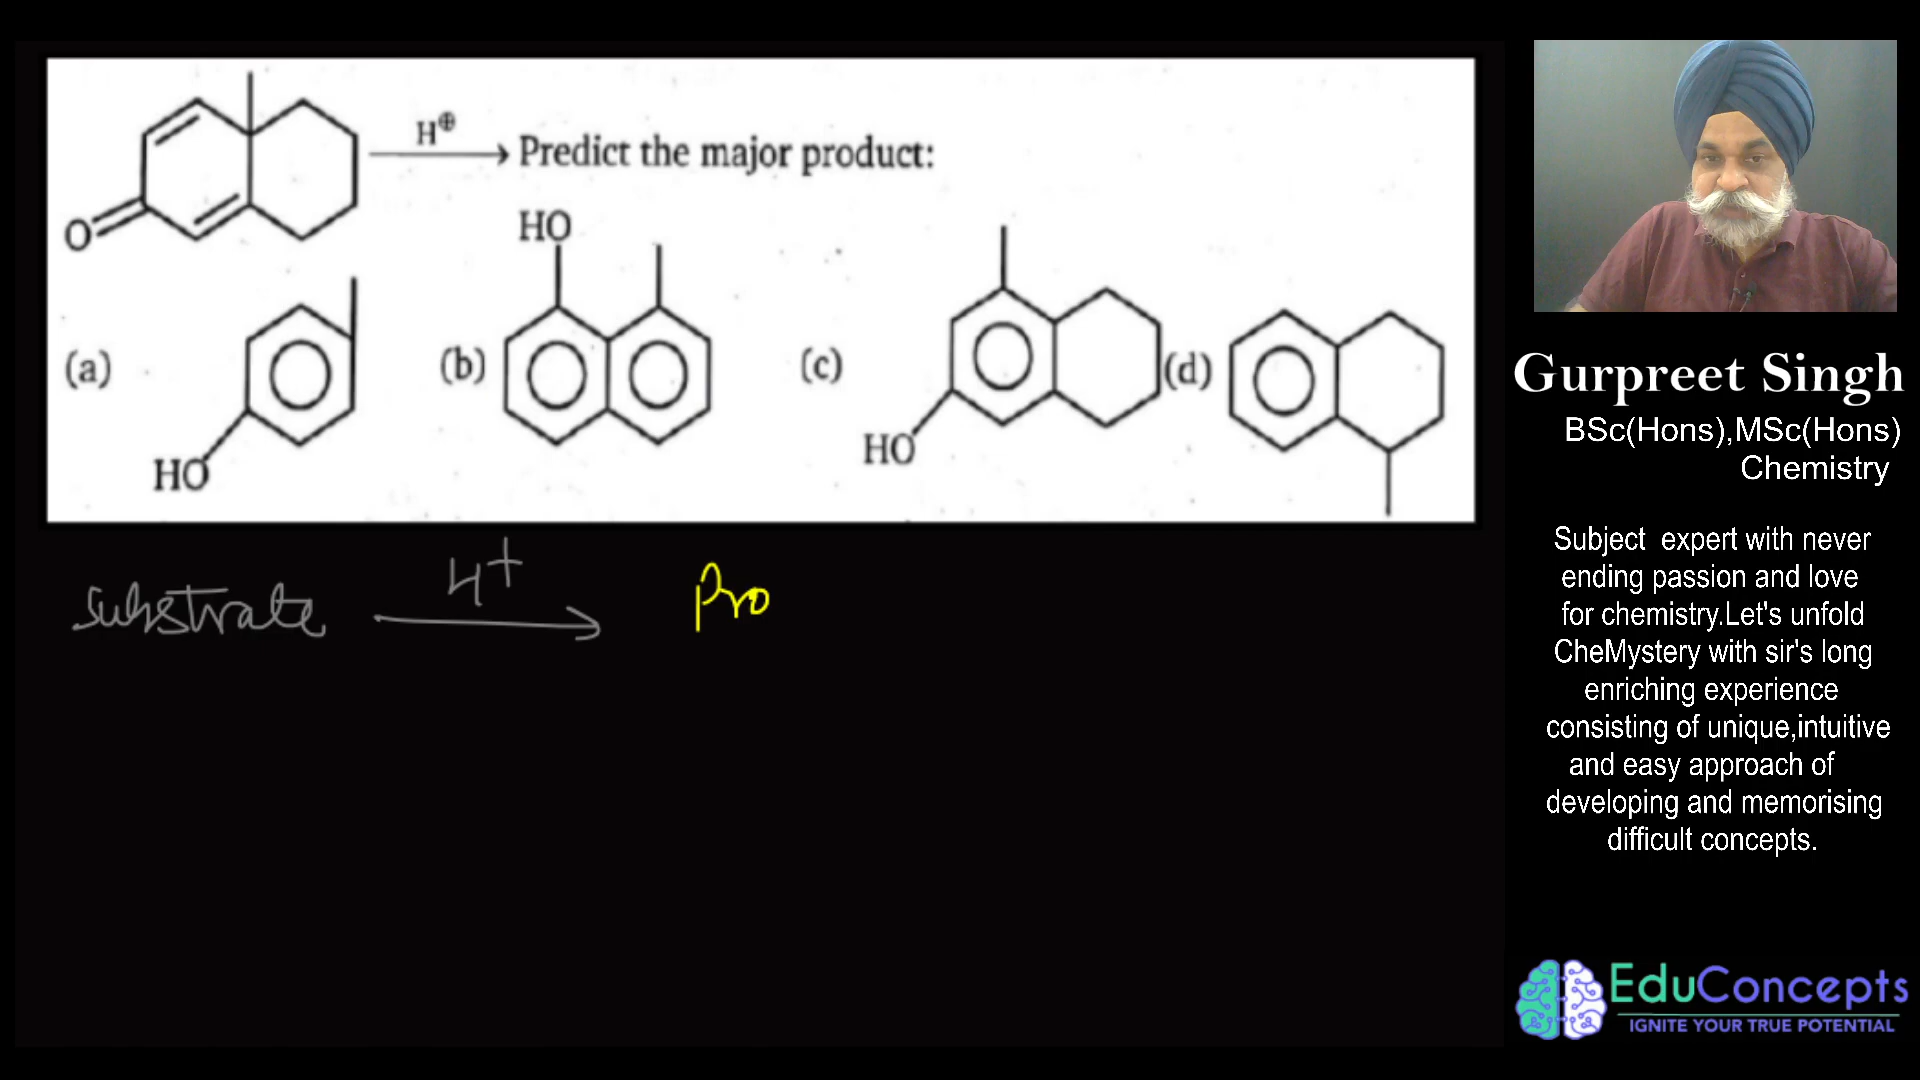 H⊕
Predict the major product:
O
HO
(a)
(b)
(c)
(d)
HO
HO
substrate H+ Pro
Gurpreet Singh
BSc(Hons),MSc(Hons)
Chemistry
Subject expert with never
ending passion and love
for chemistry.Let's unfold
CheMystery with sir's long
enriching experience
consisting of unique,intuitive
and easy approach of
developing and memorising
difficult concepts.
EduConcepts
IGNITE YOUR TRUE POTENTIAL